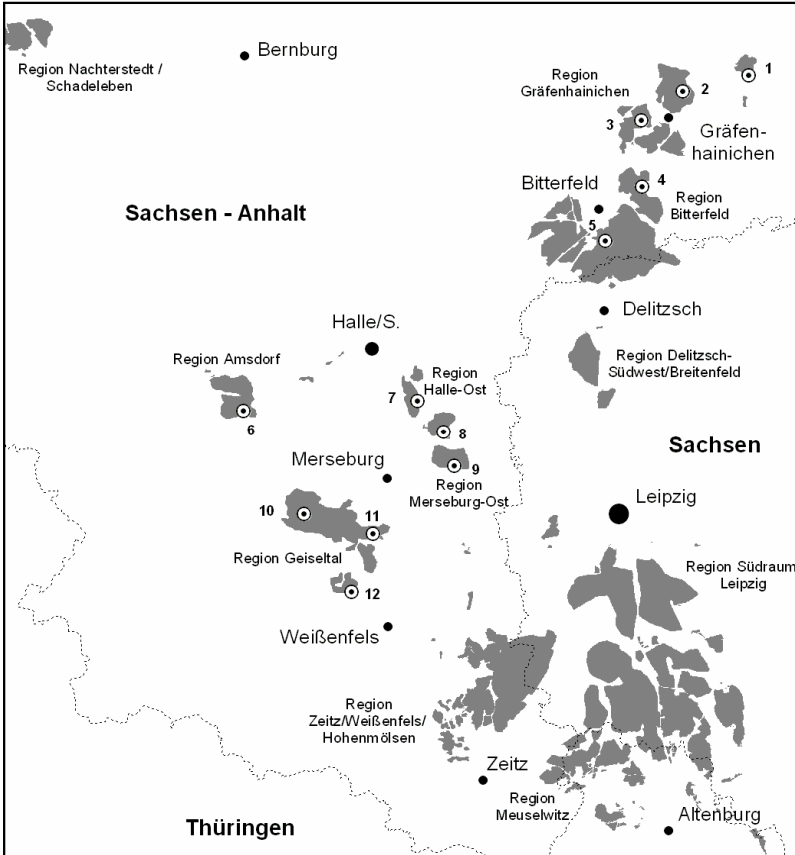 Bernburg
Region Nachterstedt /
Schadeleben
1
Region
Gräfenhainichen
2
3
Gräfen-
hainichen
Bitterfeld
4
Region
Bitterfeld
Sachsen - Anhalt
5
Delitzsch
Halle/S.
Region Amsdorf
Region Delitzsch-
Südwest/Breitenfeld
Region
Halle-Ost
7
6
8
Sachsen
Merseburg
9
Region
Merseburg-Ost
Leipzig
10
11
Region Geiseltal
Region Südraum
Leipzig
12
Weißenfels
Region
Zeitz/Weißenfels/
Hohenmölsen
Zeitz
Region
Meuselwitz.
Altenburg
Thüringen